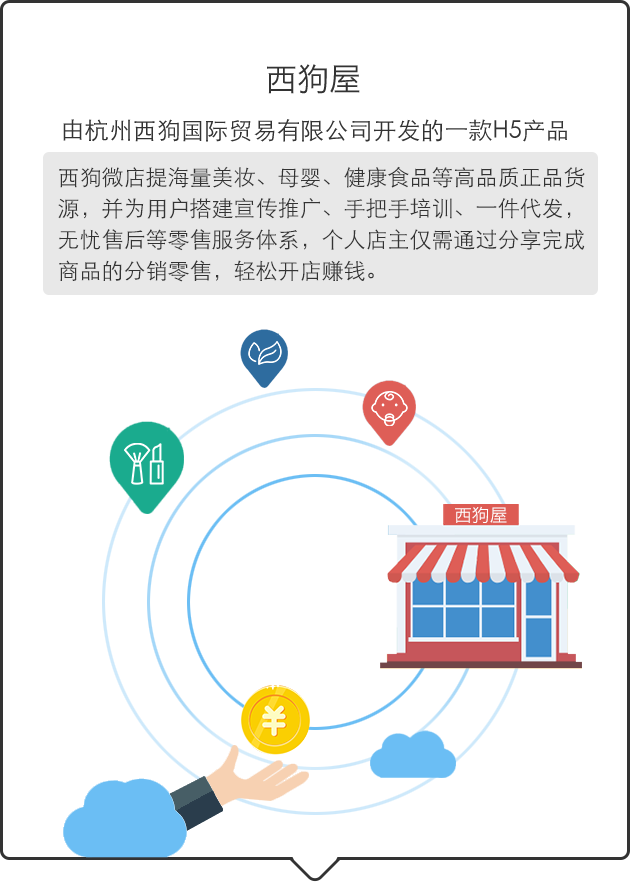 西狗屋
由杭州西狗国际贸易有限公司开发的一款H5产品
西狗微店提海量美妆、母婴、健康食品等高品质正品货
源，并为用户搭建宣传推广、手把手培训、一件代发，
无忧售后等零售服务体系，个人店主仅需通过分享完成
商品的分销零售，轻松开店赚钱。
西狗屋
¥